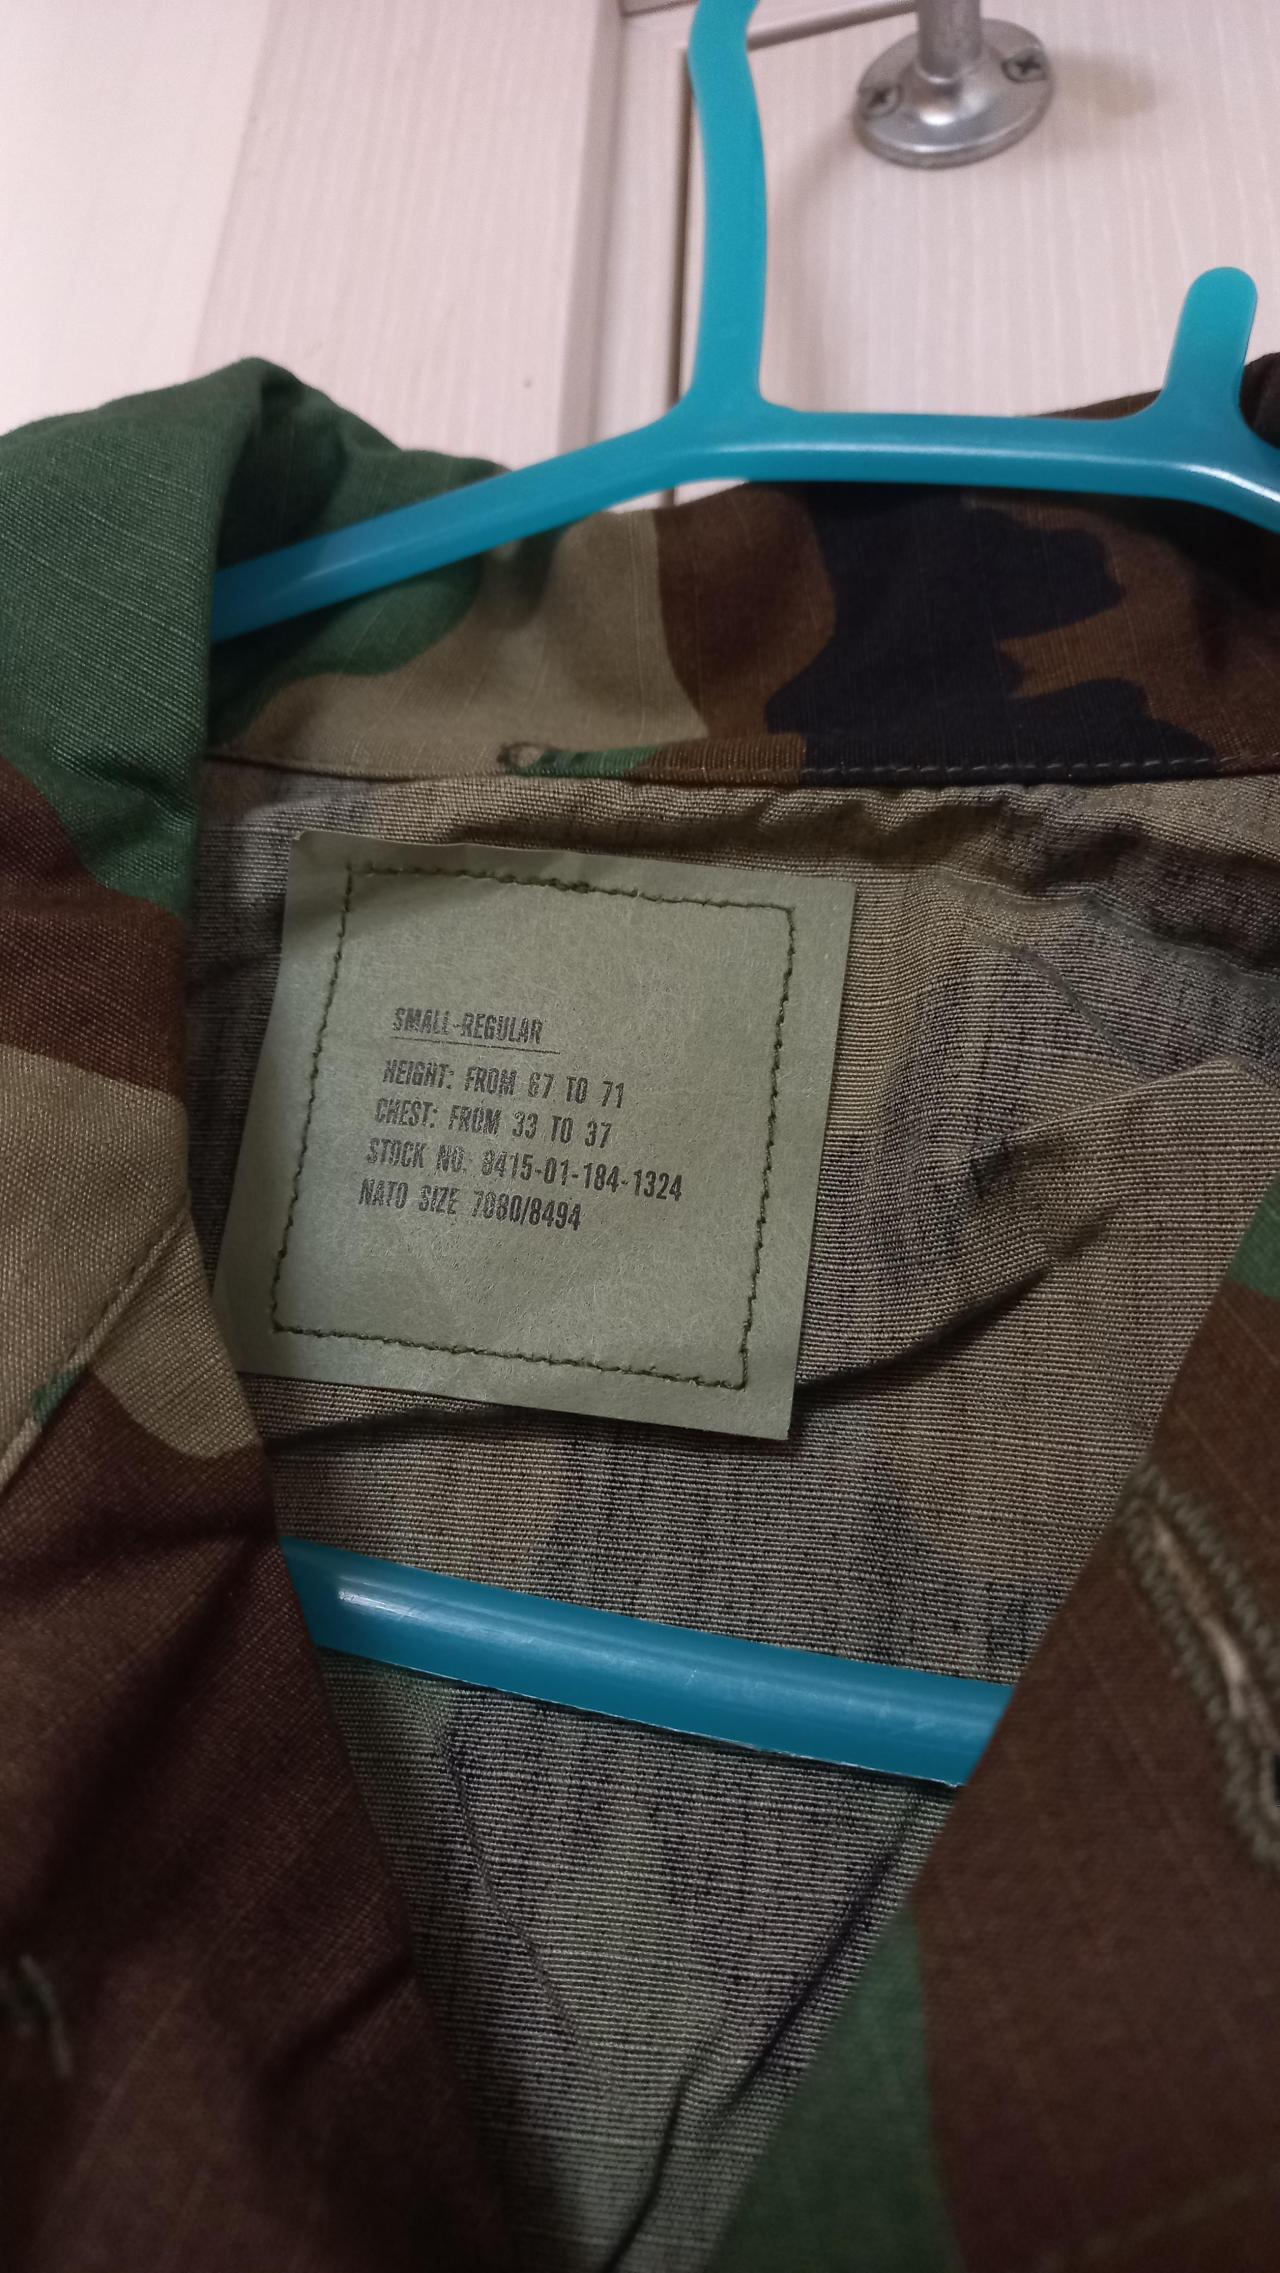 SMALL-REGULAR
HEIGHT: FROM 67 TO 71
CHEST: FROM 33 TO 37
STOCK NO. 8415-01-184-1324
NATO SIZE 7080/8494